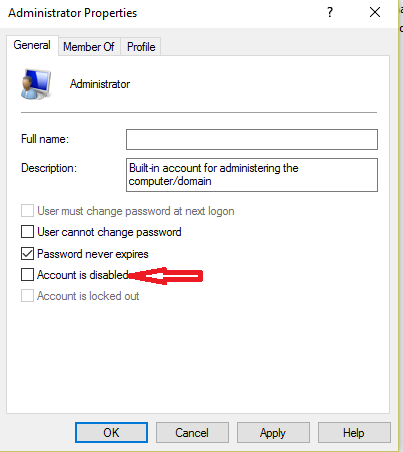 Administrator Properties
General
Member Of
Profile
Administrator
Full name:
Description:
Built-in account for administering the
computer/domain
User must change password at next logon
User cannot change password
Password never expires
Account is disabled
Account is locked out
OK
Cancel
Apply
Help